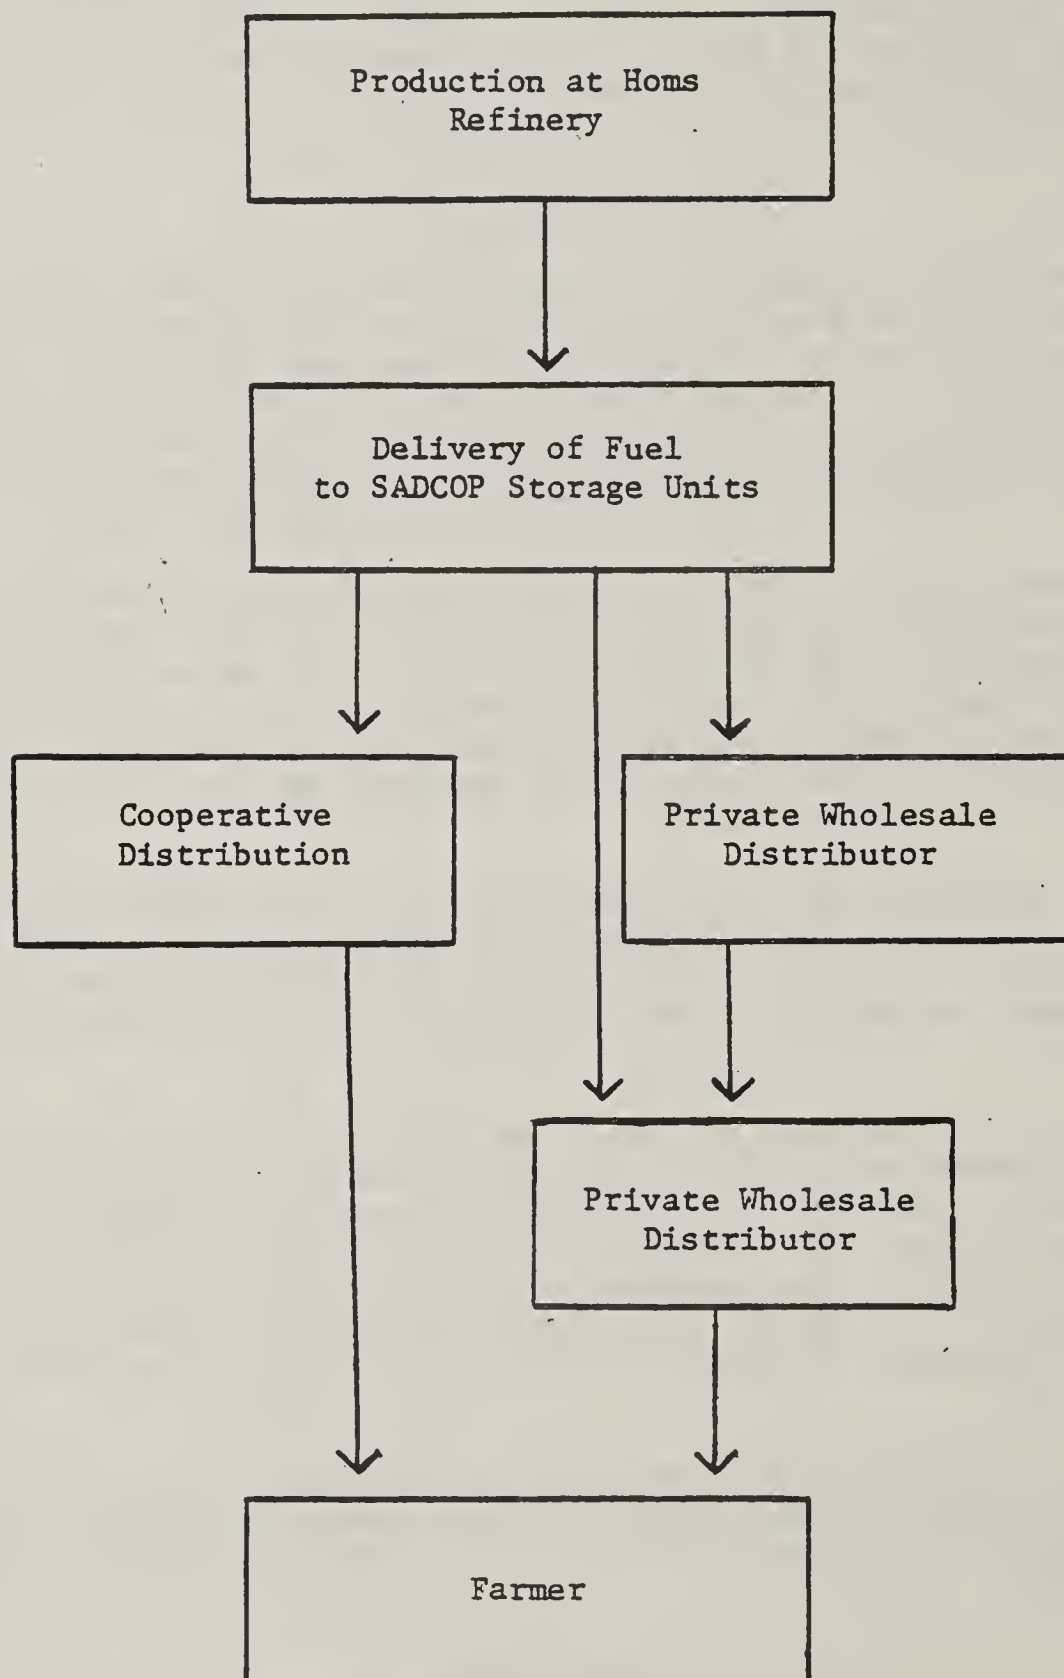 Production at Homs
Refinery
Delivery of Fuel
to SADCOP Storage Units
Cooperative
Distribution
Private Wholesale
Distributor
Private Wholesale
Distributor
Farmer